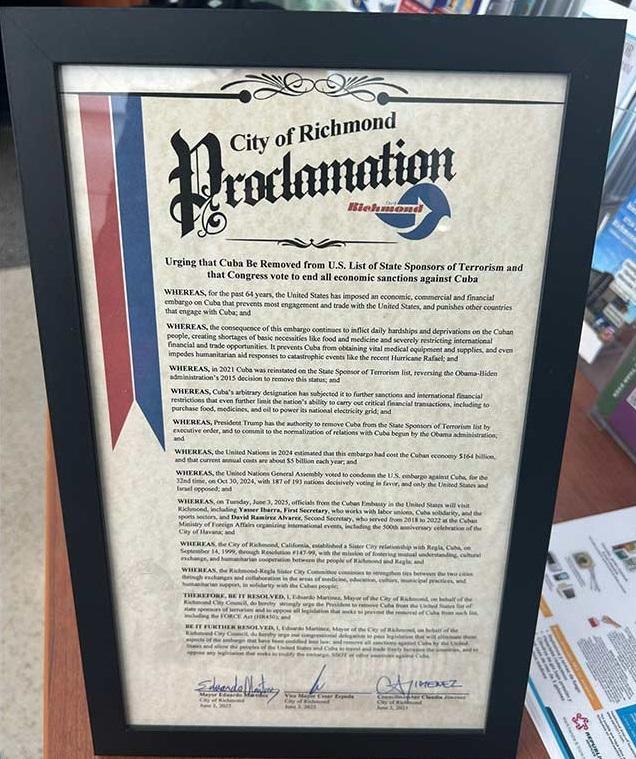 City of Richmond
Proclamation
Richmond
Urging that Cuba Be Removed from U.S. List of State Sponsors of Terrorism and
that Congress vote to end all economic sanctions against Cuba
WHEREAS, for the past 64 years, the United States has imposed an economic, commercial and financial
embargo on Cuba that prevents most engagement and trade with the United States, and punishes other countries
that engage with Cuba; and
WHEREAS, the consequence of this embargo continues to inflict daily hardships and deprivations on the Cuban
people, creating shortages of basic necessities like food and medicine and severely restricting international
financial and trade opportunities. It prevents Cuba from obtaining vital medical equipment and supplies, and even
impedes humanitarian aid responses to catastrophic events like the recent Hurricane Rafael; and
WHEREAS, in 2021 Cuba was reinstated on the State Sponsor of Terrorism list, reversing the Obama-Biden
administration's 2015 decision to remove this status; and
WHEREAS, Cuba's arbitrary designation has subjected it to further sanctions and international financial
restrictions that even further limit the nation's ability to carry out critical financial transactions, including to
purchase food, medicines, and oil to power its national electricity grid; and
WHEREAS, President Trump has the authority to remove Cuba from the State Sponsors of Terrorism list by
executive order, and to commit to the normalization of relations with Cuba begun by the Obama administration;
and
WHEREAS, the United Nations in 2024 estimated that this embargo had cost the Cuban economy $164 billion,
and that current annual costs are about $5 billion each year; and
WHEREAS, the United Nations General Assembly voted to condemn the U.S. embargo against Cuba, for the
32nd time, on Oct 30, 2024, with 187 of 193 nations decisively voting in favor, and only the United States and
Israel opposed; and
WHEREAS, on Tuesday, June 3, 2025, officials from the Cuban Embassy in the United States will visit
Richmond, including Yasser Ibarra, First Secretary, who works with labor unions, Cuba solidarity, and the
sports sectors, and David Ramirez Alvarez, Second Secretary, who served from 2018 to 2022 at the Cuban
Ministry of Foreign Affairs organizing international events, including the 500th anniversary celebration of the
City of Havana; and
WHEREAS, the City of Richmond, California, established a Sister City relationship with Regla, Cuba, on
September 14, 1999, through Resolution #147-99, with the mission of fostering mutual understanding, cultural
exchange, and humanitarian cooperation between the people of Richmond and Regla; and
WHEREAS, the Richmond-Regla Sister City Committee continues to strengthen ties between the two cities
through exchanges and collaboration in the areas of medicine, education, culture, municipal practices, and
humanitarian support, in solidarity with the Cuban people;
THEREFORE, BE IT RESOLVED, I, Eduardo Martinez, Mayor of the City of Richmond, on behalf of the
Richmond City Council, do hereby strongly urge the President to remove Cuba from the United States list of
state sponsors of terrorism and to oppose all legislation that seeks to prevent the removal of Cuba from such list,
including the FORCE Act (HR450); and
BE IT FURTHER RESOLVED, I, Eduardo Martinez, Mayor of the City of Richmond, on behalf of the
Richmond City Council, do hereby urge our congressional delegation to pass legislation that will eliminate those
aspects of the embargo that have been codified into law; and remove all sanctions against Cuba by the United
States and allow the peoples of the United States and Cuba to travel and trade freely between the countries, and to
oppose any legislation that seeks to codify the embargo, SSOT or other sanctions against Cuba.
Eduardo Martinez
C JIMENEZ
Mayor Eduardo Martinez
Vice Mayor Cesar Zepeda
Councilmember Claudia Jimenez
City of Richmond
City of Richmond
City of Richmond
June 3, 2025
June 3, 2025
June 3, 2025